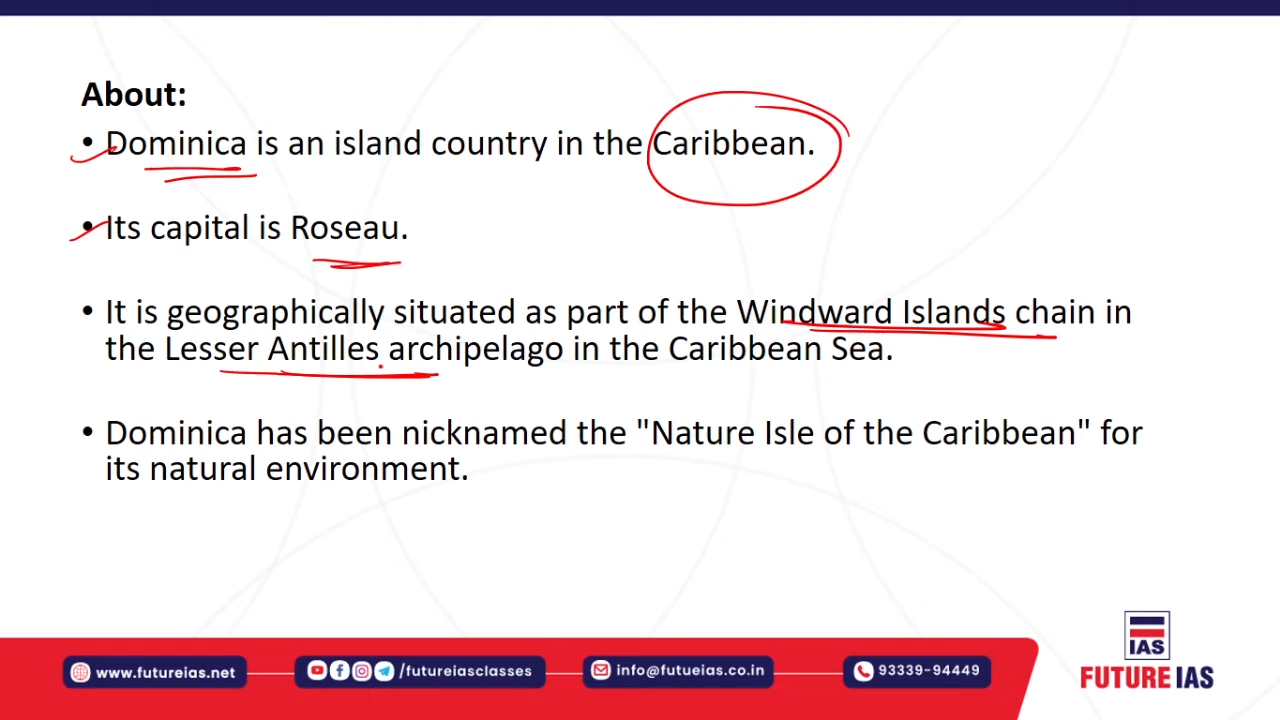 About:
• Dominica is an island country in the Caribbean.
• Its capital is Roseau.
• It is geographically situated as part of the Windward Islands chain in
the Lesser Antilles archipelago in the Caribbean Sea.
• Dominica has been nicknamed the "Nature Isle of the Caribbean" for
its natural environment.
IAS
FUTURE IAS
www.futureias.net
/futureiasclasses
info@futueias.co.in
93339-94449